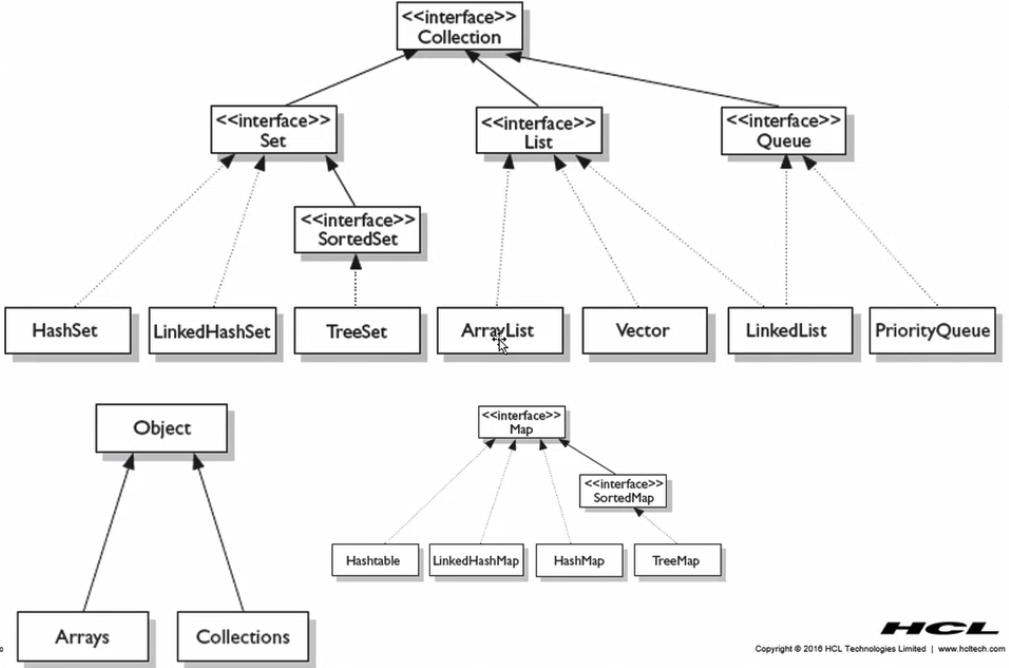 <<interface>>
Collection
<<interface>>
Set
<<interface>>
List
<<interface>>
Queue
<<interface>>
SortedSet
HashSet
LinkedHashSet
TreeSet
ArrayList
Vector
LinkedList
PriorityQueue
Object
<<interface>>
Map
<<interface>>
SortedMap
Hashtable
LinkedHashMap
HashMap
TreeMap
Arrays
Collections
HCL
Copyright © 2016 HCL Technologies Limited | www.hcltech.com